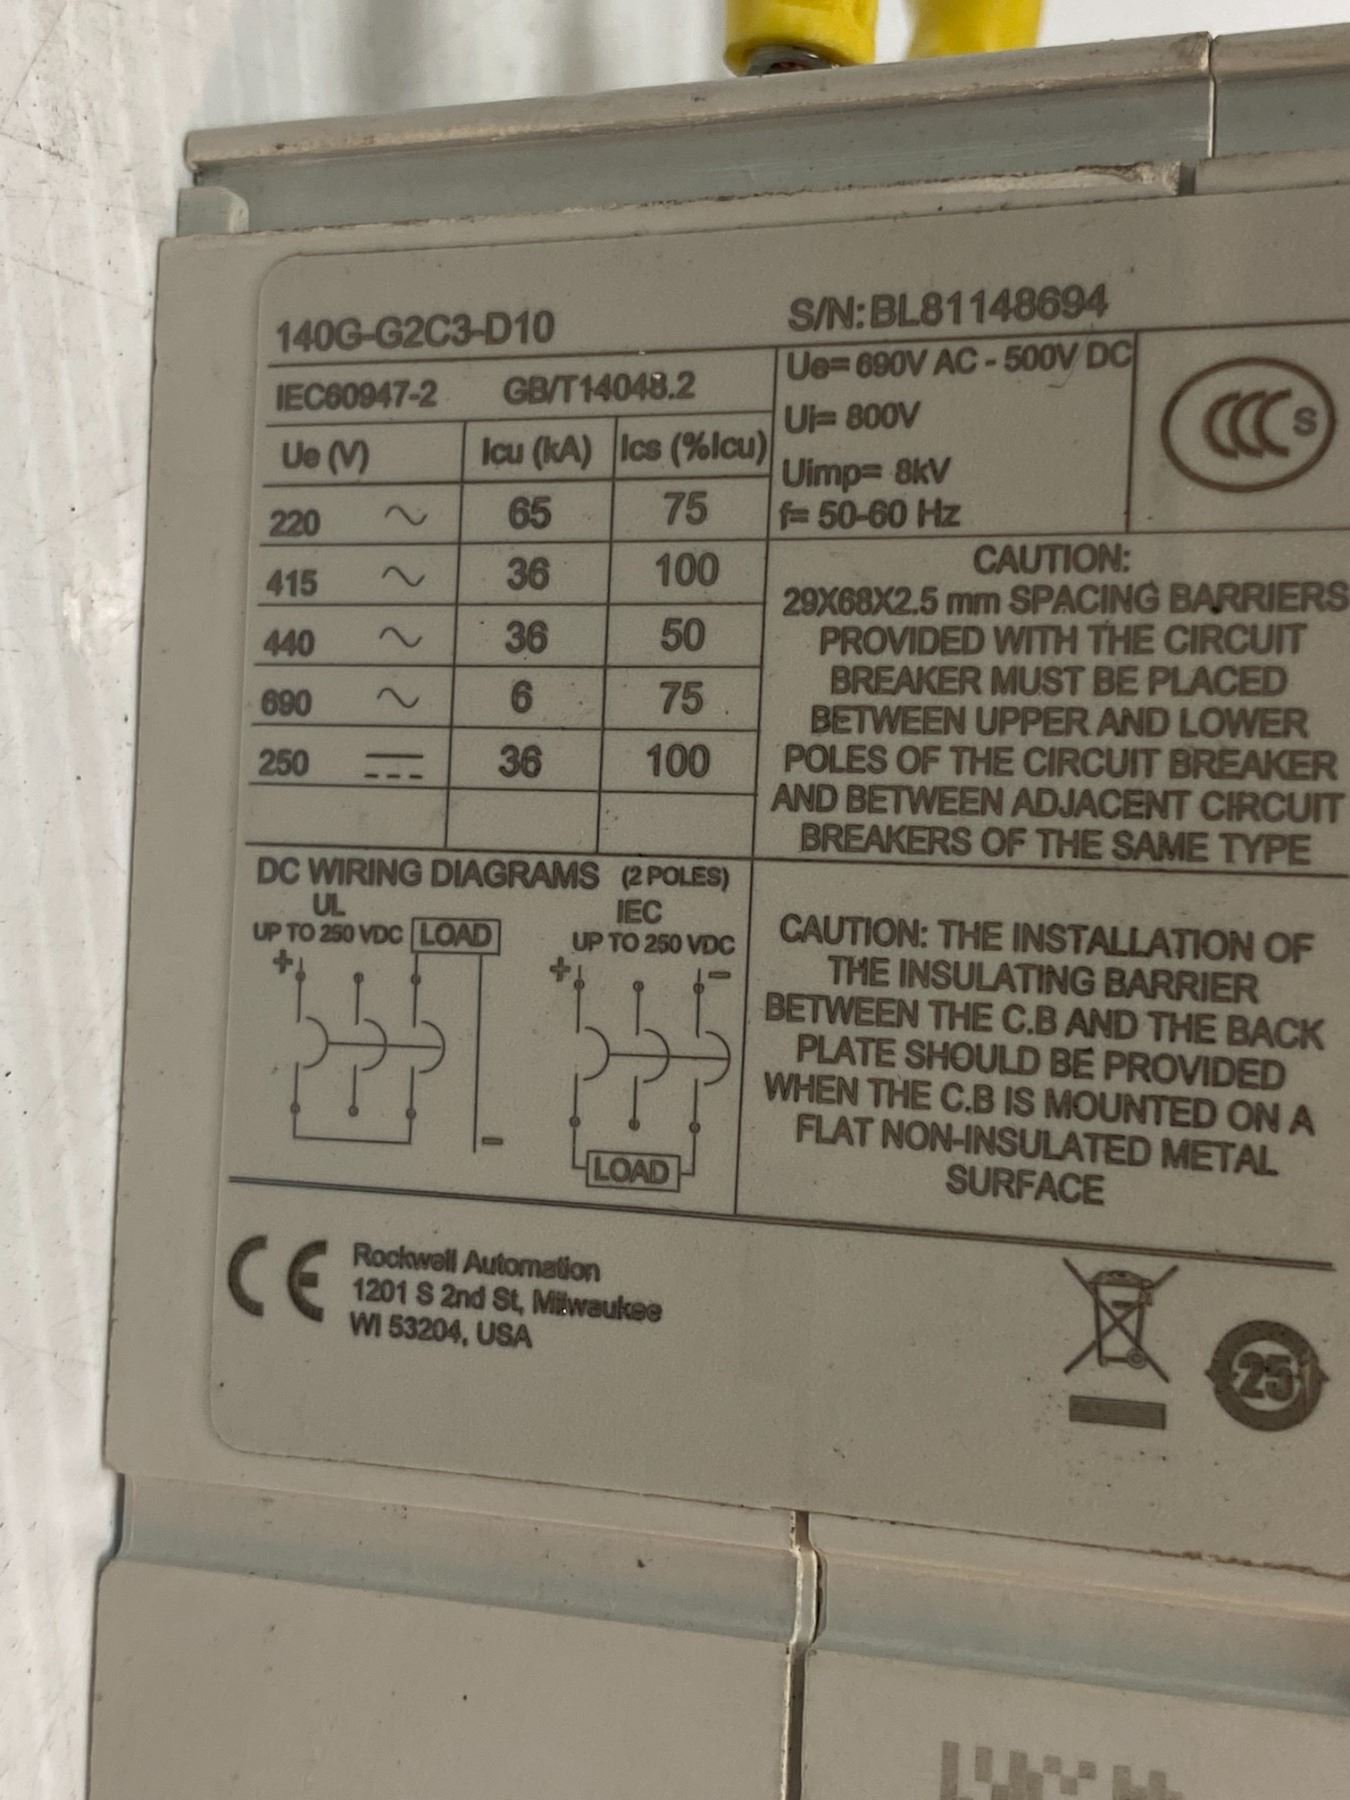 140G-G2C3-D10
S/N: BL81148694
IEC60947-2 GB/T14048.2
Ue (V) Icu (kA) Ics (%Icu)
220 ~ 65 75
415 ~ 36 100
440 ~ 36 50
690 ~ 6 75
250 36 100
Ue= 690V AC - 500V DC
Ui= 800V
Uimp= 8kV
f= 50-60 Hz
CCC S
CAUTION:
29X68X2.5 mm SPACING BARRIERS
PROVIDED WITH THE CIRCUIT
BREAKER MUST BE PLACED
BETWEEN UPPER AND LOWER
POLES OF THE CIRCUIT BREAKER
AND BETWEEN ADJACENT CIRCUIT
BREAKERS OF THE SAME TYPE
DC WIRING DIAGRAMS (2 POLES)
UL
UP TO 250 VDC LOAD
+
-
IEC
UP TO 250 VDC
+ -
LOAD
CAUTION: THE INSTALLATION OF
THE INSULATING BARRIER
BETWEEN THE C.B AND THE BACK
PLATE SHOULD BE PROVIDED
WHEN THE C.B IS MOUNTED ON A
FLAT NON-INSULATED METAL
SURFACE
CE
Rockwell Automation
1201 S 2nd St, Milwaukee
WI 53204, USA
25